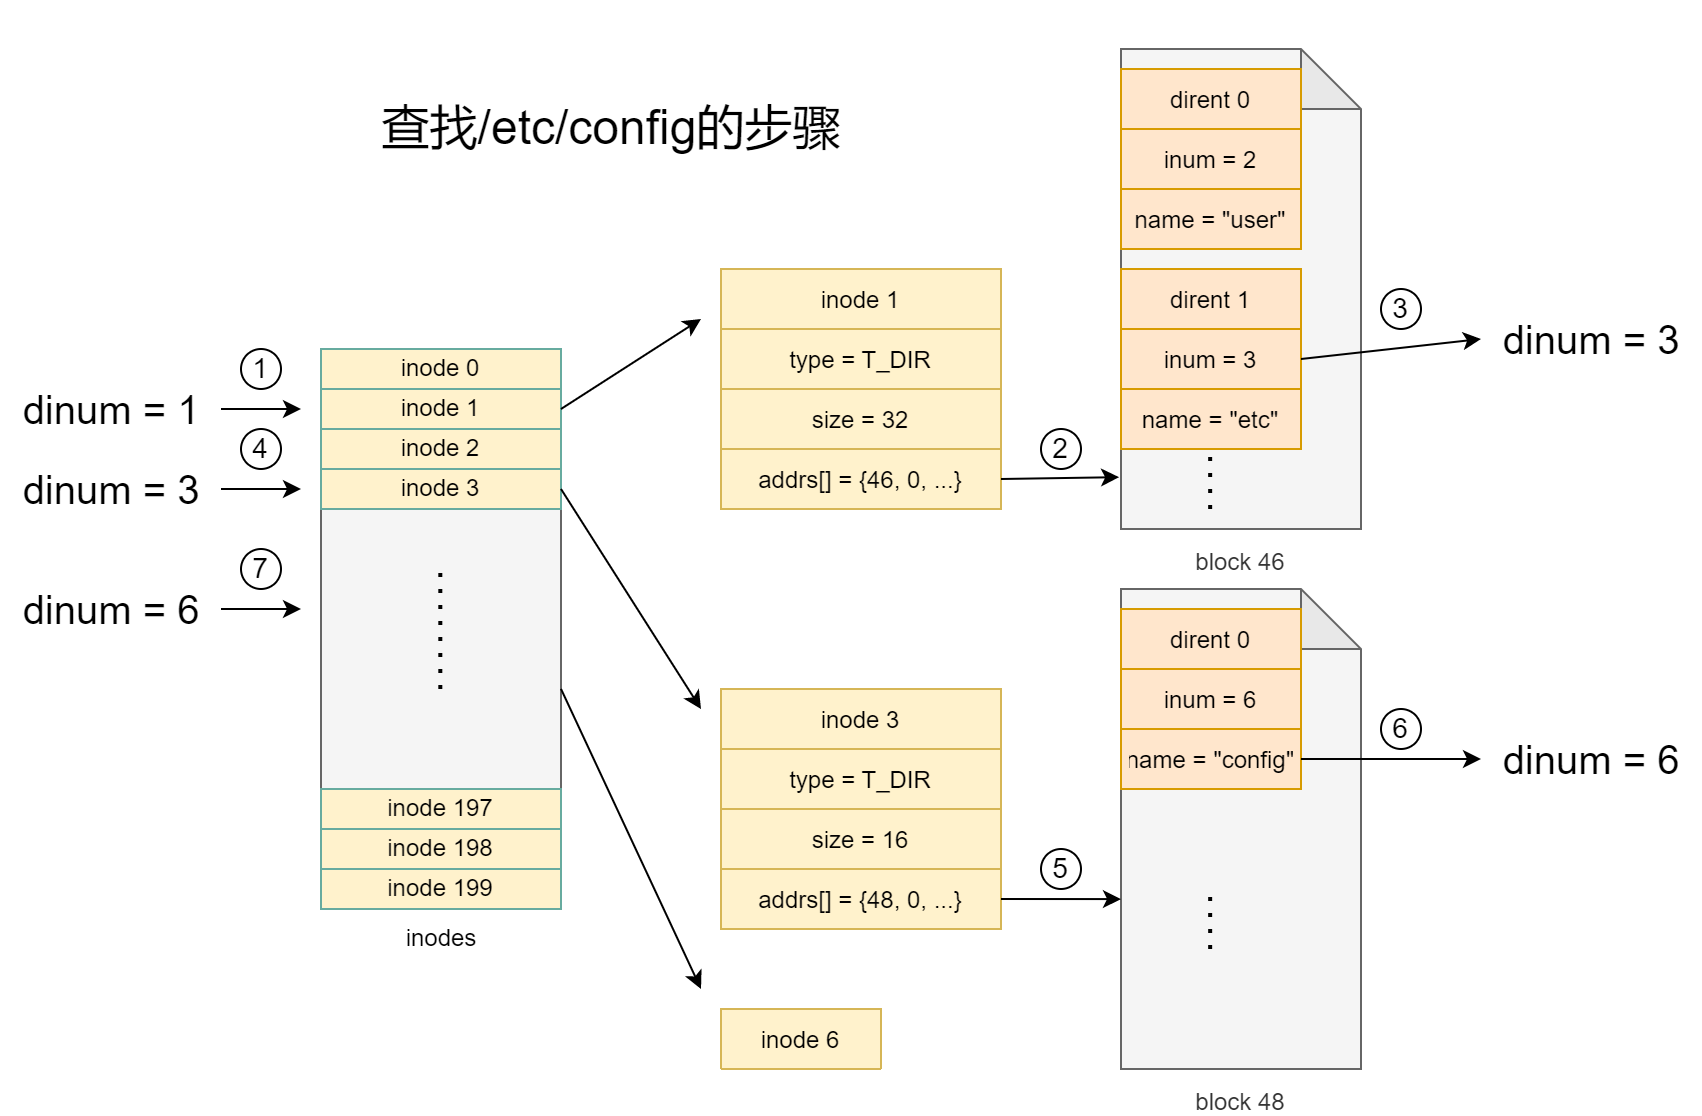 查找/etc/config的步骤
dinum = 1
①
dinum = 3
④
dinum = 6
⑦
inode 0
inode 1
inode 2
inode 3
inode 197
inode 198
inode 199
inodes
inode 1
type = T_DIR
size = 32
addrs[] = {46, 0, ...}
②
dirent 0
inum = 2
name = "user"
dirent 1
inum = 3
name = "etc"
block 46
③
dinum = 3
inode 3
type = T_DIR
size = 16
addrs[] = {48, 0, ...}
⑤
dirent 0
inum = 6
name = "config"
block 48
⑥
dinum = 6
inode 6